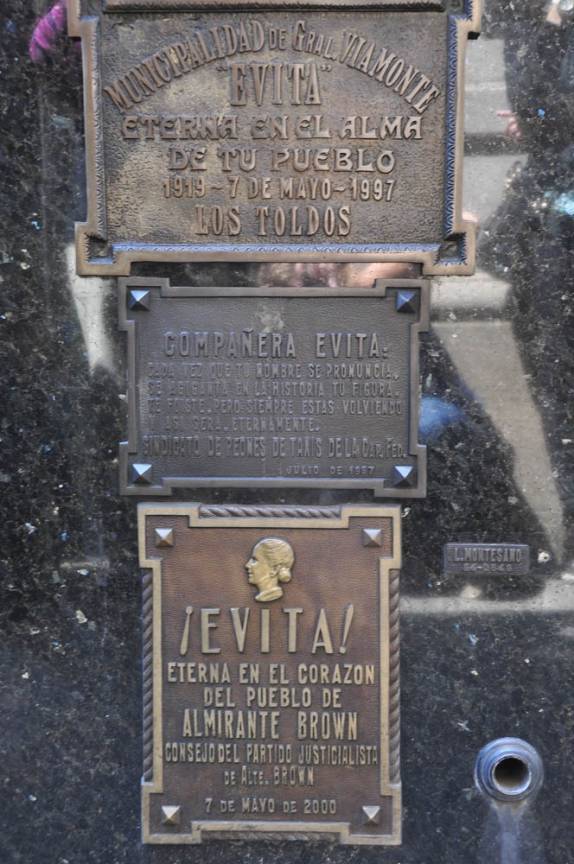 MUNICIPALIDAD DE GRAL. VIAMONTE
"EVITA"
ETERNA EN EL ALMA
DE TU PUEBLO
1919-7 DE MAYO-1997
LOS TOLDOS
COMPAÑERA EVITA:
CADA VEZ QUE TU NOMBRE SE PRONUNCIA,
SE AGIGANTA EN LA HISTORIA TU FIGURA.
TE FUISTE, PERO SIEMPRE ESTAS VOLVIENDO
Y ASI SERA, ETERNAMENTE.
SINDICATO DE PEONES DE TAXIS DE LA CAP. FED.
JULIO DE 1997
L. MONTESANO
¡EVITA!
ETERNA EN EL CORAZON
DEL PUEBLO DE
ALMIRANTE BROWN
CONSEJO DEL PARTIDO JUSTICIALISTA
DE ALTE. BROWN
7 DE MAYO DE 2000